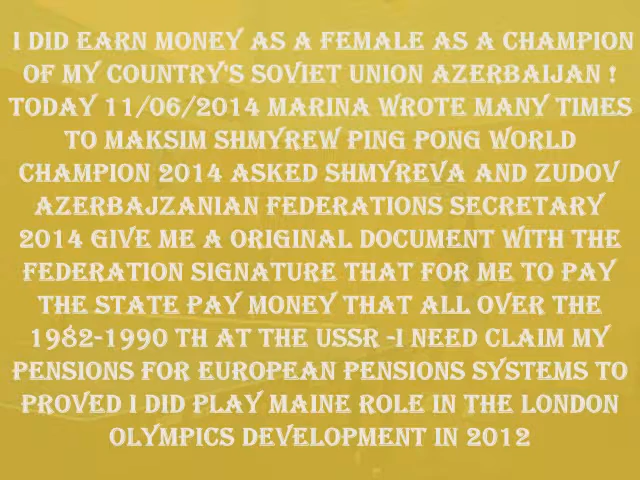 I DID EARN MONEY AS A FEMALE AS A CHAMPION
OF MY COUNTRY'S SOVIET UNION AZERBAIJAN !
TODAY 11/06/2014 MARINA WROTE MANY TIMES
TO MAKSIM SHMYREW PING PONG WORLD
CHAMPION 2014 ASKED SHMYREVA AND ZUDOV
AZERBAJZANIAN FEDERATIONS SECRETARY
2014 GIVE ME A ORIGINAL DOCUMENT WITH THE
FEDERAT1ON SIGNATURE THAT FOR ME TO PAY
THE STATE PAY MONEY THAT ALL OVER THE
1982-1990 TH AT THE USSR -I NEED CLAIM MY
PENSIONS FOR EUROPEAN PENSIONS SYSTEMS TO
PROVED I DID PLAY MAINE ROLE IN THE LONDON
OLYMPICS DEVELOPMENT IN 2012